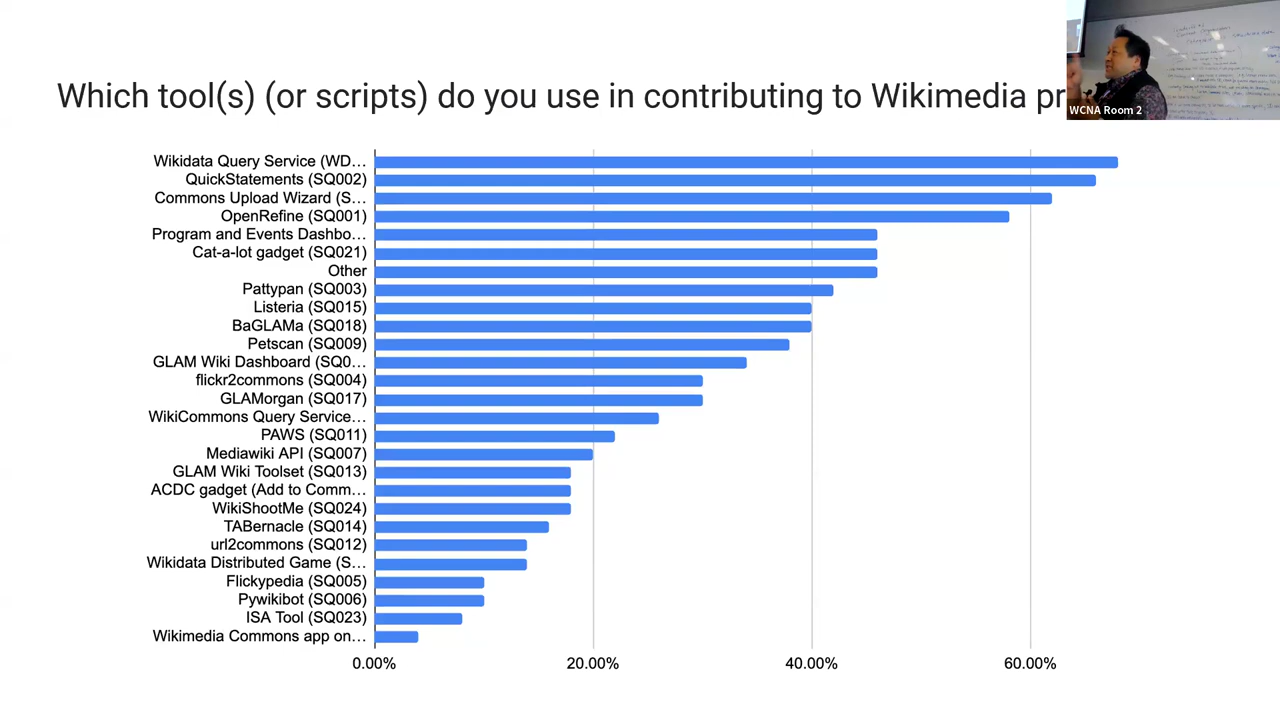 Which tool(s) (or scripts) do you use in contributing to Wikimedia pr
WCNA Room 2
Wikidata Query Service (WD…
QuickStatements (SQ002)
Commons Upload Wizard (S…
OpenRefine (SQ001)
Program and Events Dashbo…
Cat-a-lot gadget (SQ021)
Other
Pattypan (SQ003)
Listeria (SQ015)
BaGLAMa (SQ018)
Petscan (SQ009)
GLAM Wiki Dashboard (SQ0…
flickr2commons (SQ004)
GLAMorgan (SQ017)
WikiCommons Query Service…
PAWS (SQ011)
Mediawiki API (SQ007)
GLAM Wiki Toolset (SQ013)
ACDC gadget (Add to Comm…
WikiShootMe (SQ024)
TABernacle (SQ014)
url2commons (SQ012)
Wikidata Distributed Game (S…
Flickypedia (SQ005)
Pywikibot (SQ006)
ISA Tool (SQ023)
Wikimedia Commons app on…
0.00%
20.00%
40.00%
60.00%